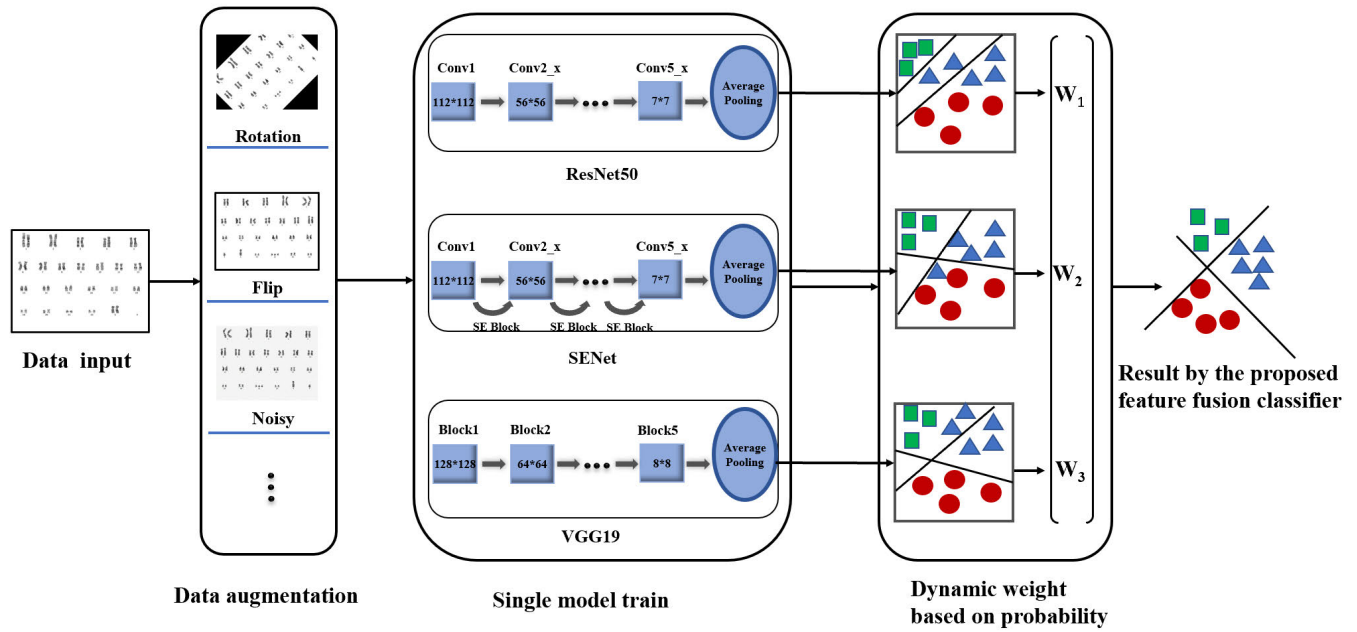 Data input
Rotation
Flip
Noisy
Data augmentation
Conv1 Conv2_x Conv5_x
112*112 56*56 7*7 Average
Pooling
ResNet50
Conv1 Conv2_x Conv5_x
112*112 56*56 7*7 Average
Pooling
SE Block SE Block SE Block
SENet
Block1 Block2 Block5
128*128 64*64 8*8 Average
Pooling
VGG19
Single model train
W1
W2
W3
Dynamic weight
based on probability
Result by the proposed
feature fusion classifier